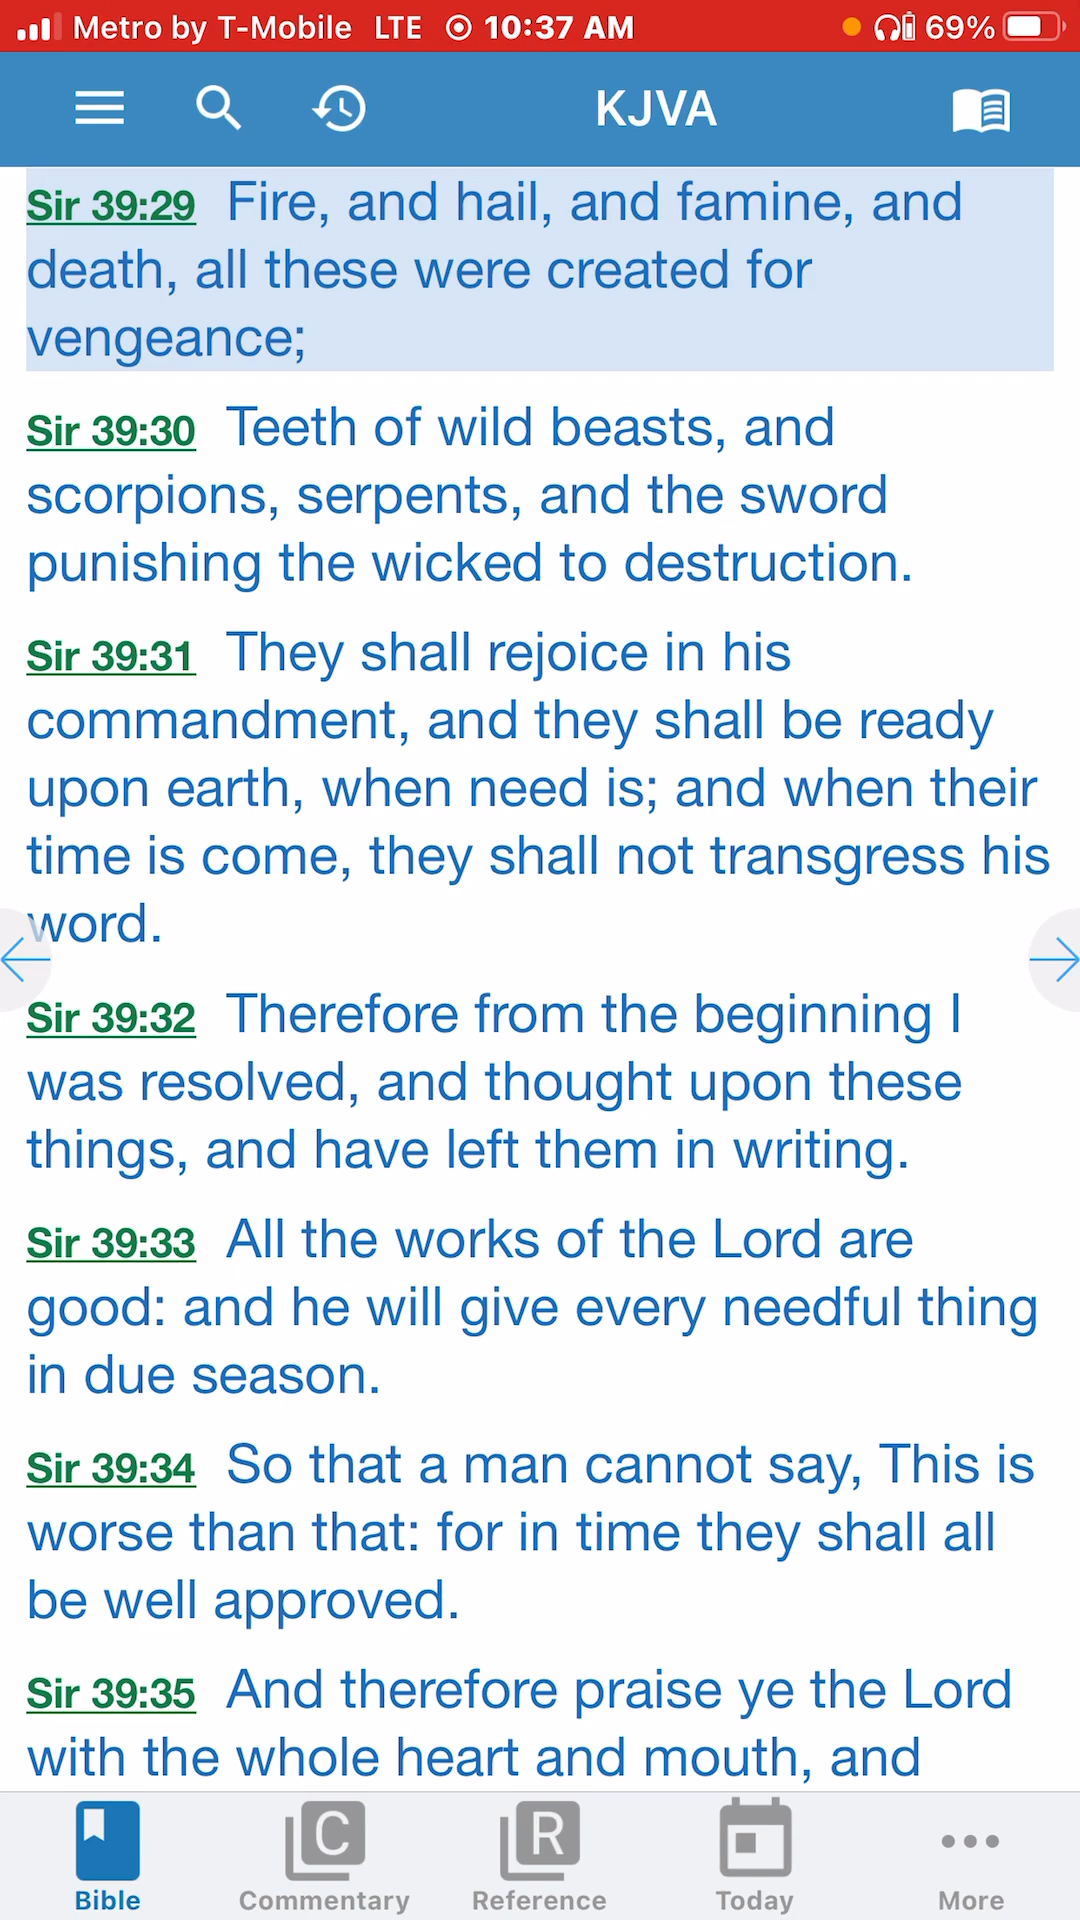 Metro by T-Mobile LTE 10:37 AM 69%
KJVA
Sir 39:29 Fire, and hail, and famine, and
death, all these were created for
vengeance;
Sir 39:30 Teeth of wild beasts, and
scorpions, serpents, and the sword
punishing the wicked to destruction.
Sir 39:31 They shall rejoice in his
commandment, and they shall be ready
upon earth, when need is; and when their
time is come, they shall not transgress his
word.
Sir 39:32 Therefore from the beginning I
was resolved, and thought upon these
things, and have left them in writing.
Sir 39:33 All the works of the Lord are
good: and he will give every needful thing
in due season.
Sir 39:34 So that a man cannot say, This is
worse than that: for in time they shall all
be well approved.
Sir 39:35 And therefore praise ye the Lord
with the whole heart and mouth, and
C R
Bible Commentary Reference Today More